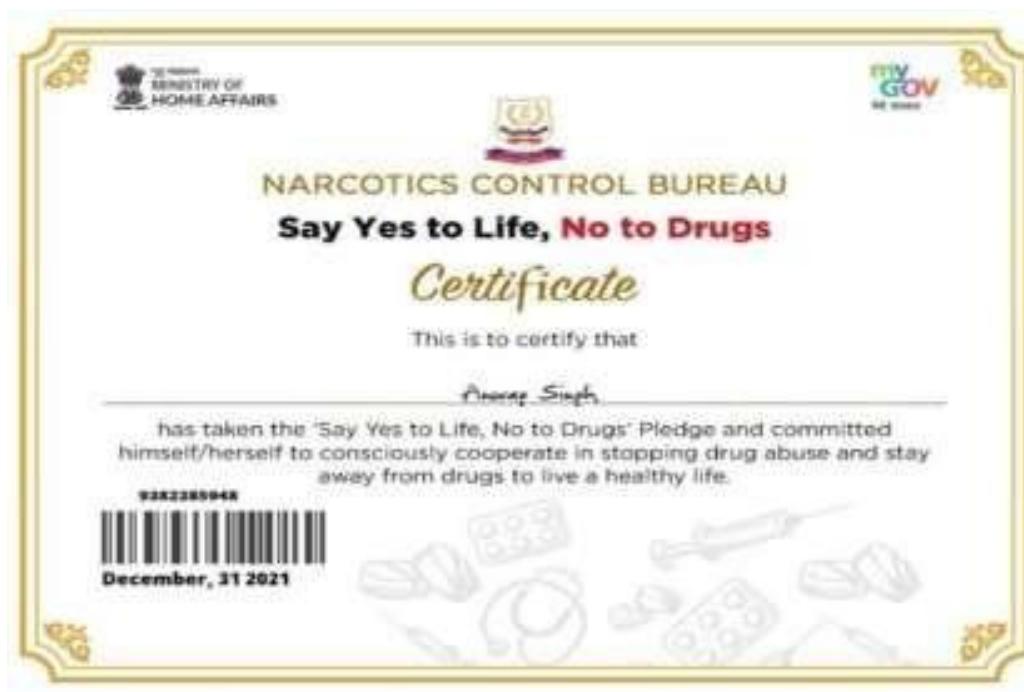 MINISTRY OF
HOME AFFAIRS
my
GOV
NARCOTICS CONTROL BUREAU
Say Yes to Life, No to Drugs
Certificate
This is to certify that
Singh
has taken the 'Say Yes to Life, No to Drugs' Pledge and committed
himself/herself to consciously cooperate in stopping drug abuse and stay
away from drugs to live a healthy life.
December, 31 2021